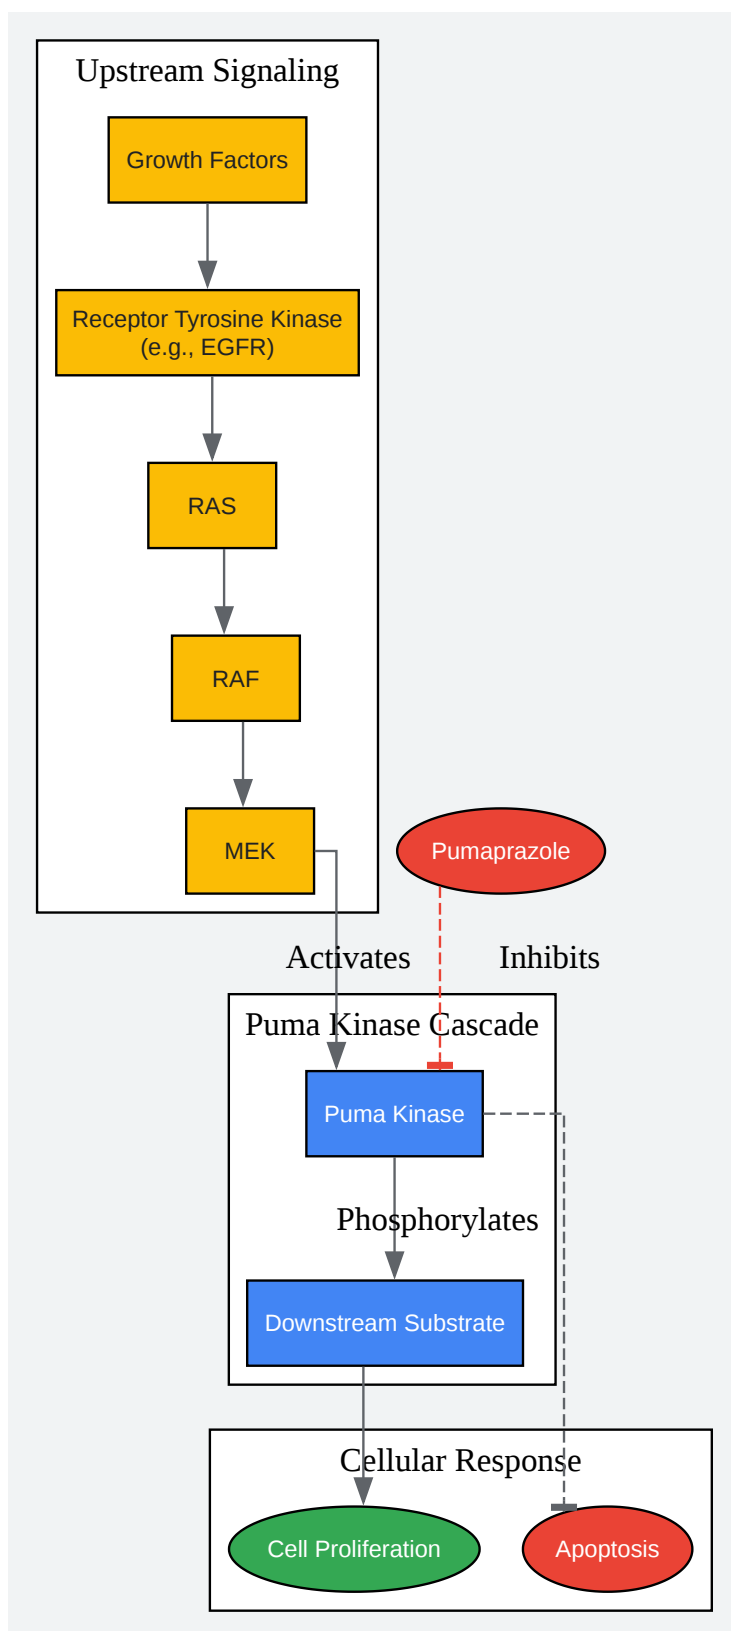 Upstream Signaling
Growth Factors
Receptor Tyrosine Kinase
(e.g., EGFR)
RAS
RAF
MEK
Pumaprazole
Activates
Inhibits
Puma Kinase Cascade
Puma Kinase
Phosphorylates
Downstream Substrate
Cellular Response
Cell Proliferation
Apoptosis